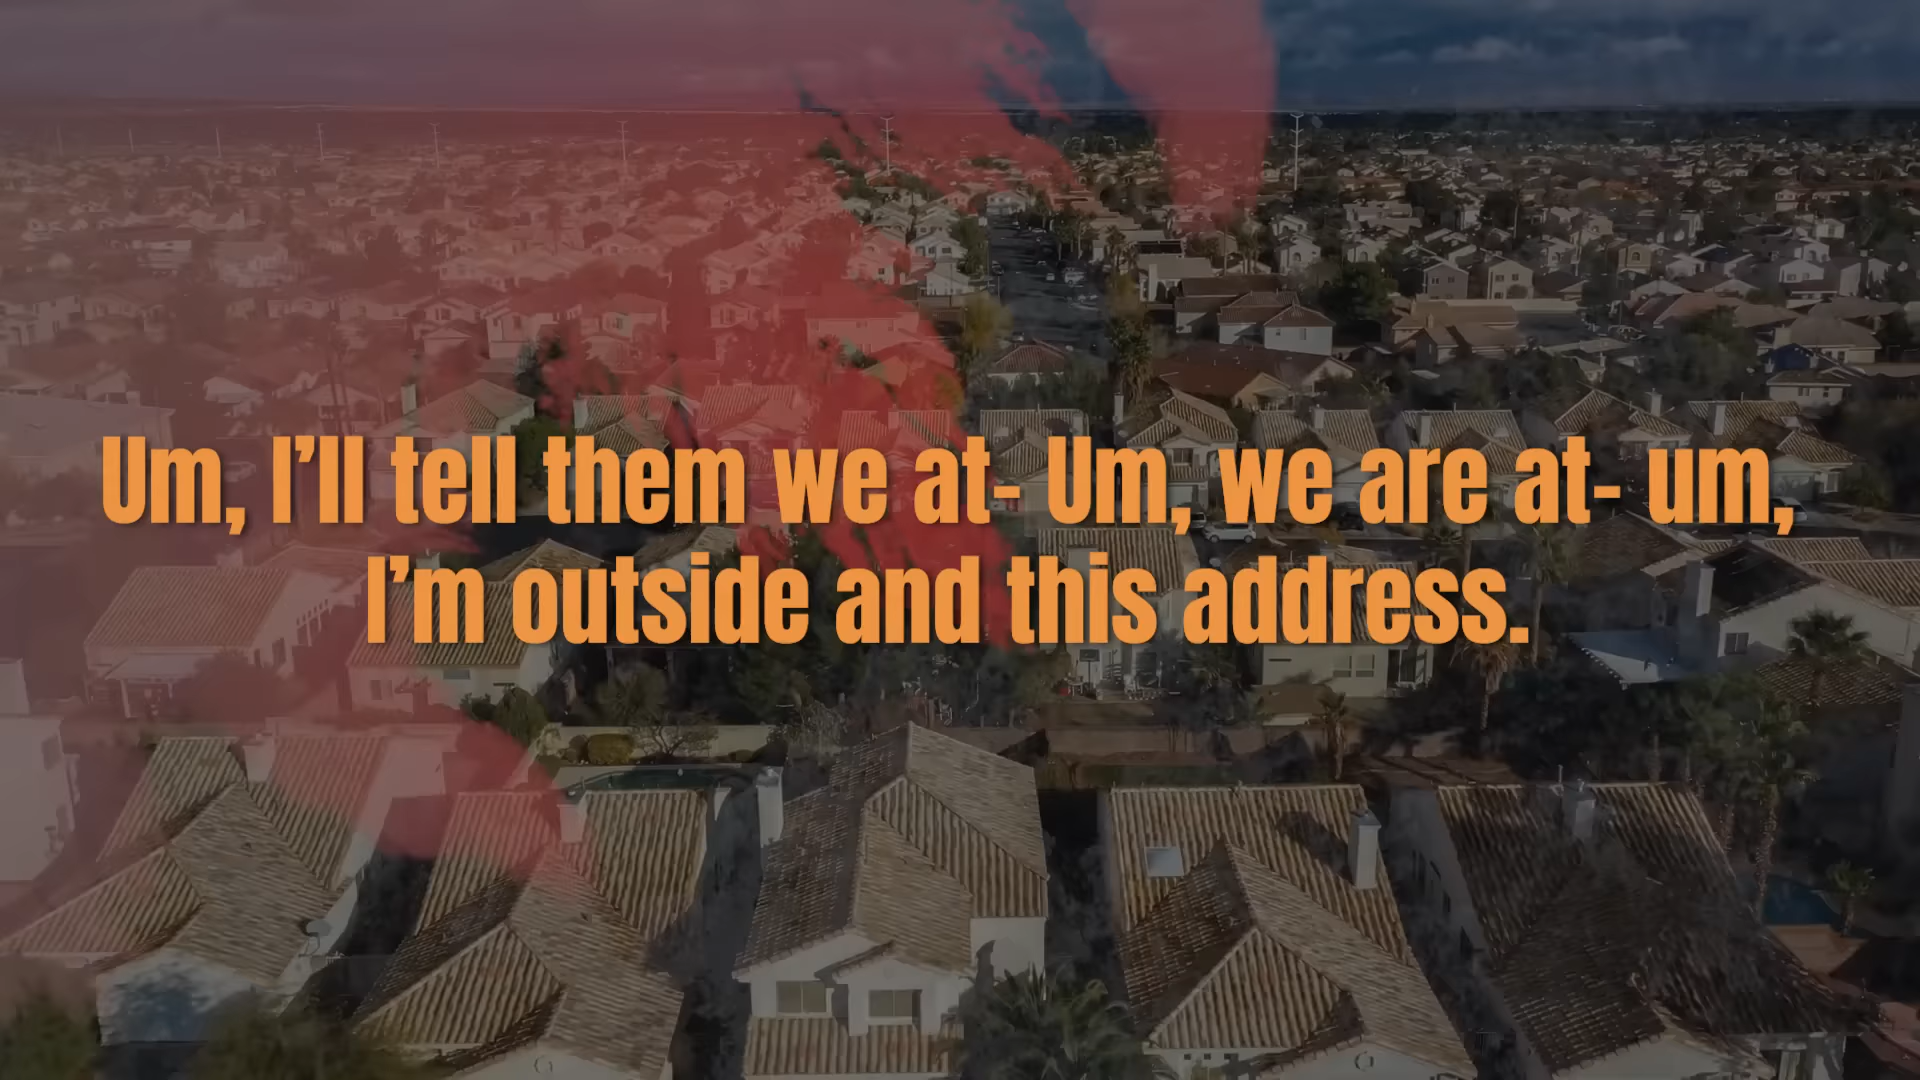 Um, I’ll tell them we at- Um, we are at- um,
I’m outside and this address.